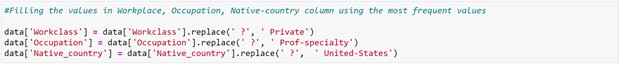 #Filling the values in Workplace, Occupation, Native-country column using the most frequent values
data['Workclass'] = data['Workclass'].replace(' ?', ' Private')
data['Occupation'] = data['Occupation'].replace(' ?', ' Prof-specialty')
data['Native_country'] = data['Native_country'].replace(' ?',  ' United-States')